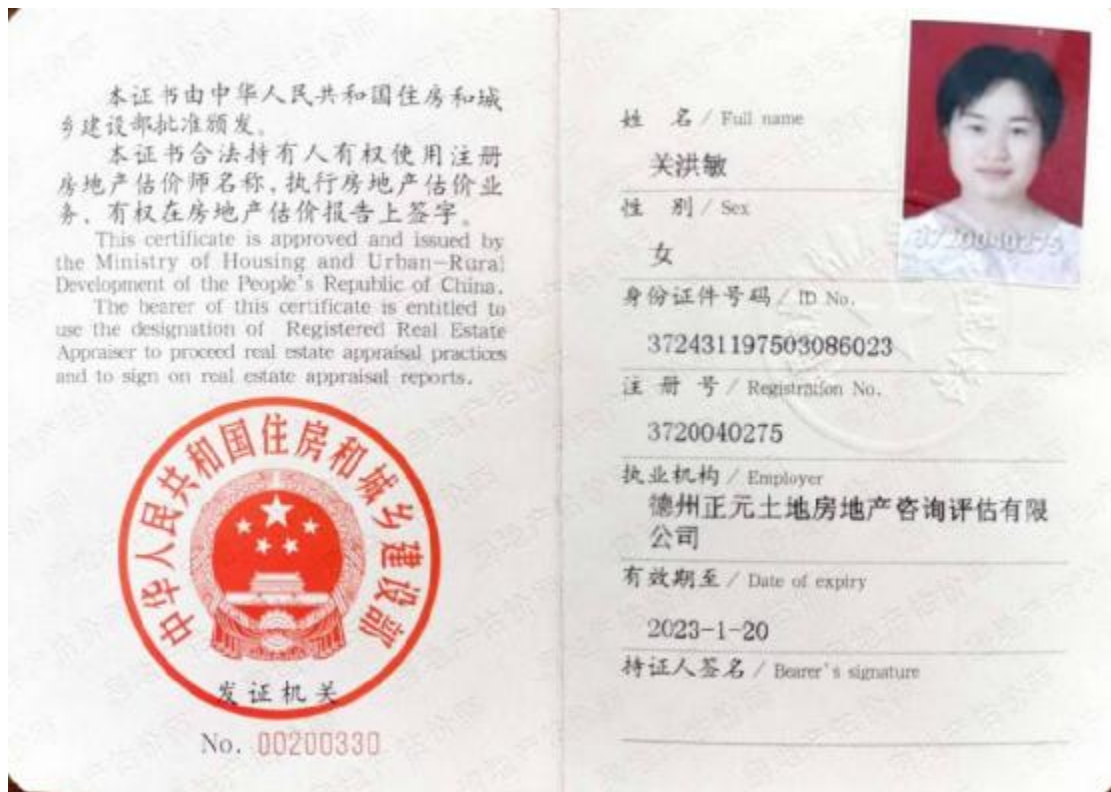 本证书由中华人民共和国住房和城
乡建设部批准颁发。
本证书合法持有人有权使用注册
房地产估价师名称，执行房地产估价业
务，有权在房地产估价报告上签字。
This certificate is approved and issued by
the Ministry of Housing and Urban-Rural
Development of the People's Republic of China.
The bearer of this certificate is entitled to
use the designation of Registered Real Estate
Appraiser to proceed real estate appraisal practices
and to sign on real estate appraisal reports.
中华人民共和国住房和城乡建设部
发证机关
No. 00200330
姓 名 / Full name
关洪敏
性 别 / Sex
女
身份证件号码 / ID No.
372431197503086023
注 册 号 / Registration No.
3720040275
执业机构 / Employer
德州正元土地房地产咨询评估有限
公司
有效期至 / Date of expiry
2023-1-20
持证人签名 / Bearer's signature
3720040275